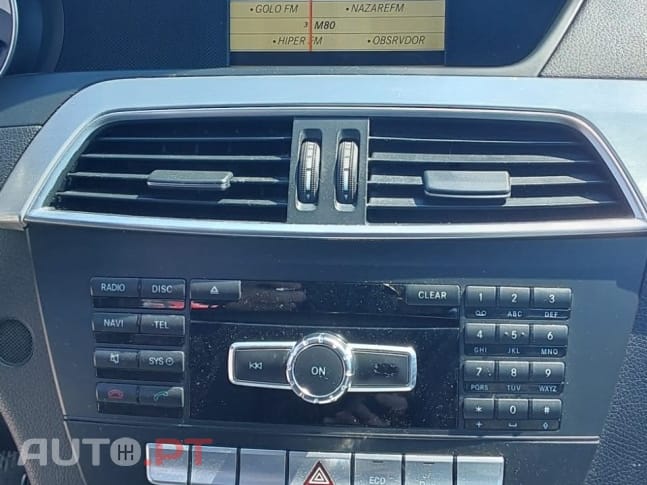 • GOLO FM • NAZAREFM
3 M80
• HIPER FM • OBSRVDOR
RADIO DISC CLEAR 1 2 3
ABC DEF
NAVI TEL 4 5 6
GHI JKL MNO
SYS ON 7 8 9
PQRS TUV WXYZ
* 0 #
+
ECO
AUTO.PT